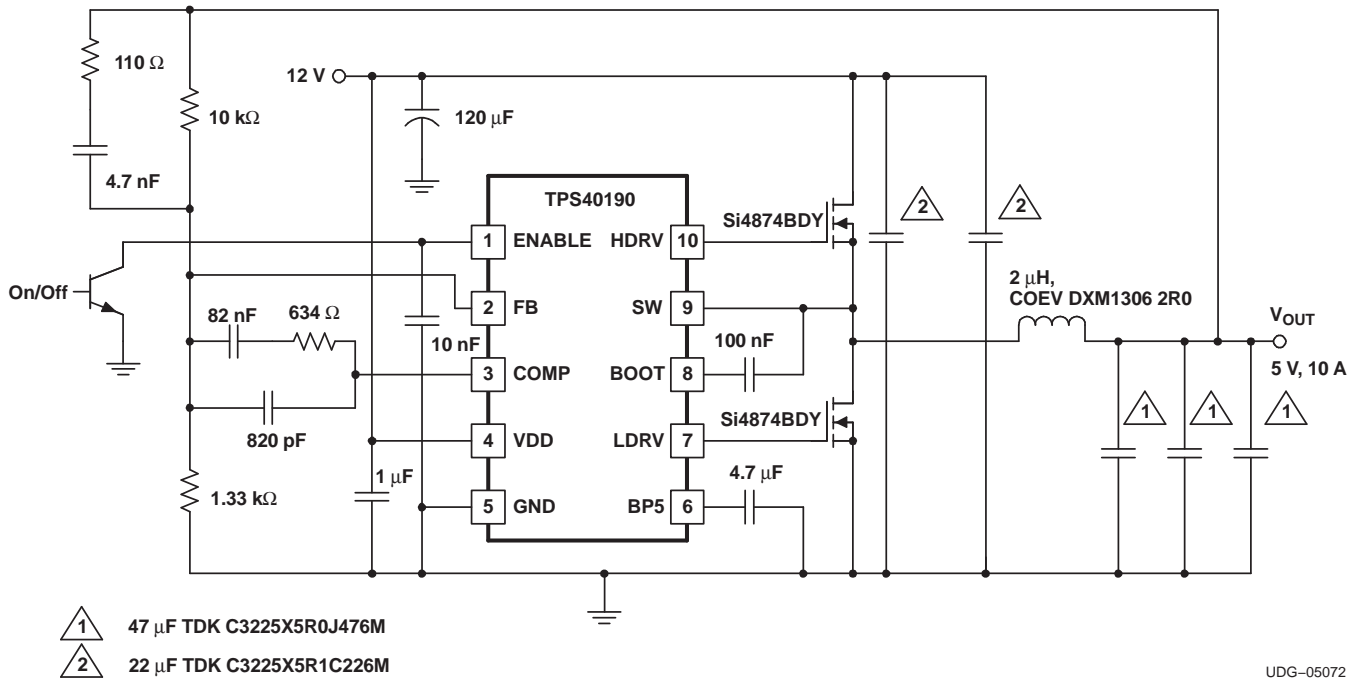 110 Ω
10 kΩ
4.7 nF
12 V
120 μF
TPS40190
1 ENABLE HDRV 10
2 FB SW 9
3 COMP BOOT 8
4 VDD LDRV 7
5 GND BP5 6
On/Off
82 nF
634 Ω
10 nF
820 pF
1.33 kΩ
1 μF
Si4874BDY
100 nF
Si4874BDY
4.7 μF
2
2
2 μH,
COEV DXM1306 2R0
VOUT
5 V, 10 A
1
1
1
1 47 μF TDK C3225X5R0J476M
2 22 μF TDK C3225X5R1C226M
UDG−05072